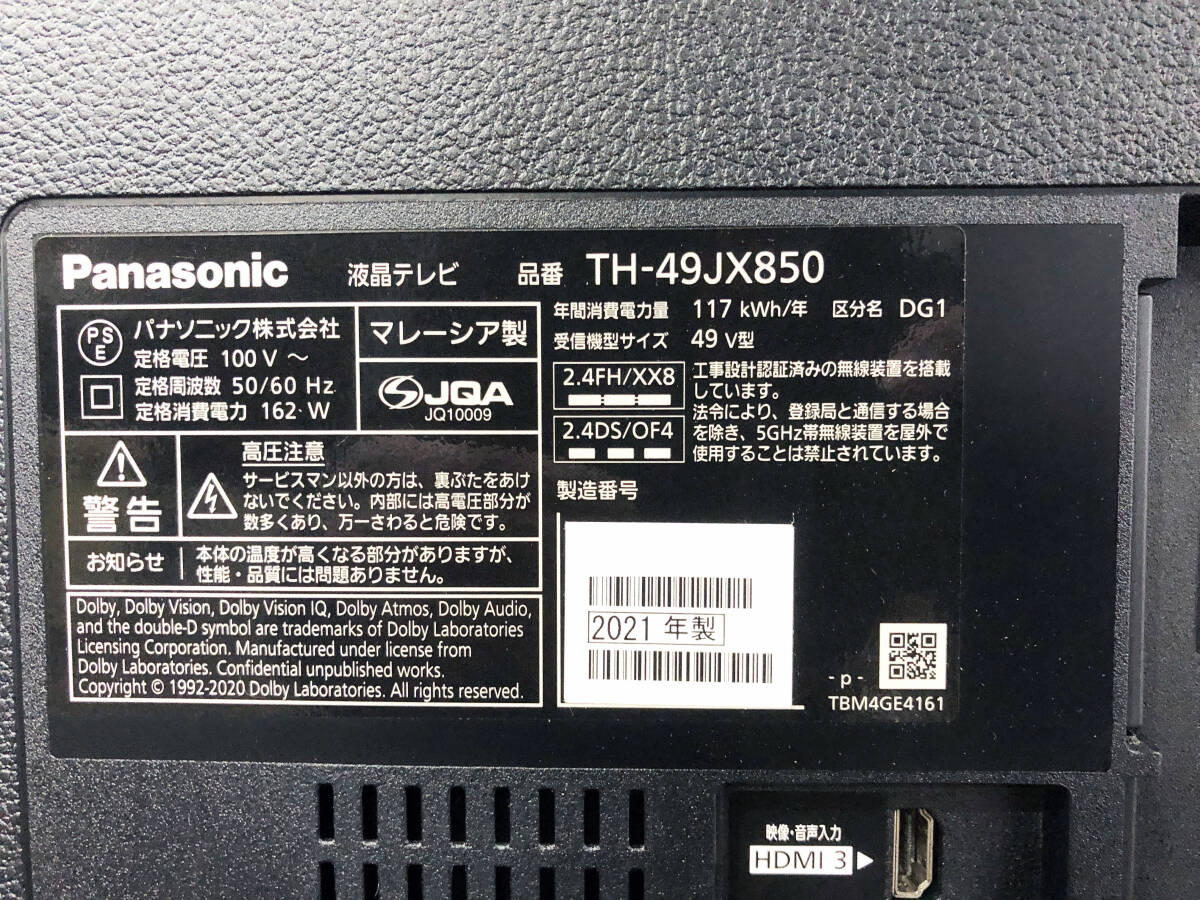 Panasonic 液晶テレビ 品番 TH-49JX850
PS
E
パナソニック株式会社
定格電圧 100 V ～
定格周波数 50/60 Hz
定格消費電力 162 W
マレーシア製
JQA
JQ10009
警告
高圧注意
サービスマン以外の方は、裏ぶたをあけ
ないでください。内部には高電圧部分が
数多くあり、万一さわると危険です。
お知らせ
本体の温度が高くなる部分がありますが、
性能・品質には問題ありません。
Dolby, Dolby Vision, Dolby Vision IQ, Dolby Atmos, Dolby Audio,
and the double-D symbol are trademarks of Dolby Laboratories
Licensing Corporation. Manufactured under license from
Dolby Laboratories. Confidential unpublished works.
Copyright © 1992-2020 Dolby Laboratories. All rights reserved.
年間消費電力量 117 kWh/年 区分名 DG1
受信機型サイズ 49 V型
2.4FH/XX8
2.4DS/OF4
工事設計認証済みの無線装置を搭載
しています。
法令により、登録局と通信する場合
を除き、5GHz帯無線装置を屋外で
使用することは禁止されています。
製造番号
2021 年製
- p -
TBM4GE4161
映像・音声入力
HDMI 3